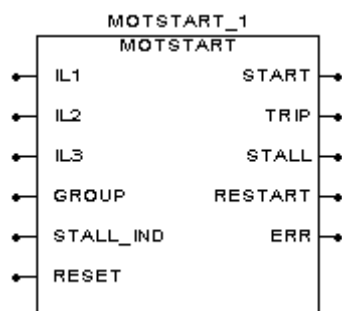 MOTSTART_1
MOTSTART
IL1 START
IL2 TRIP
IL3 STALL
GROUP RESTART
STALL_IND ERR
RESET